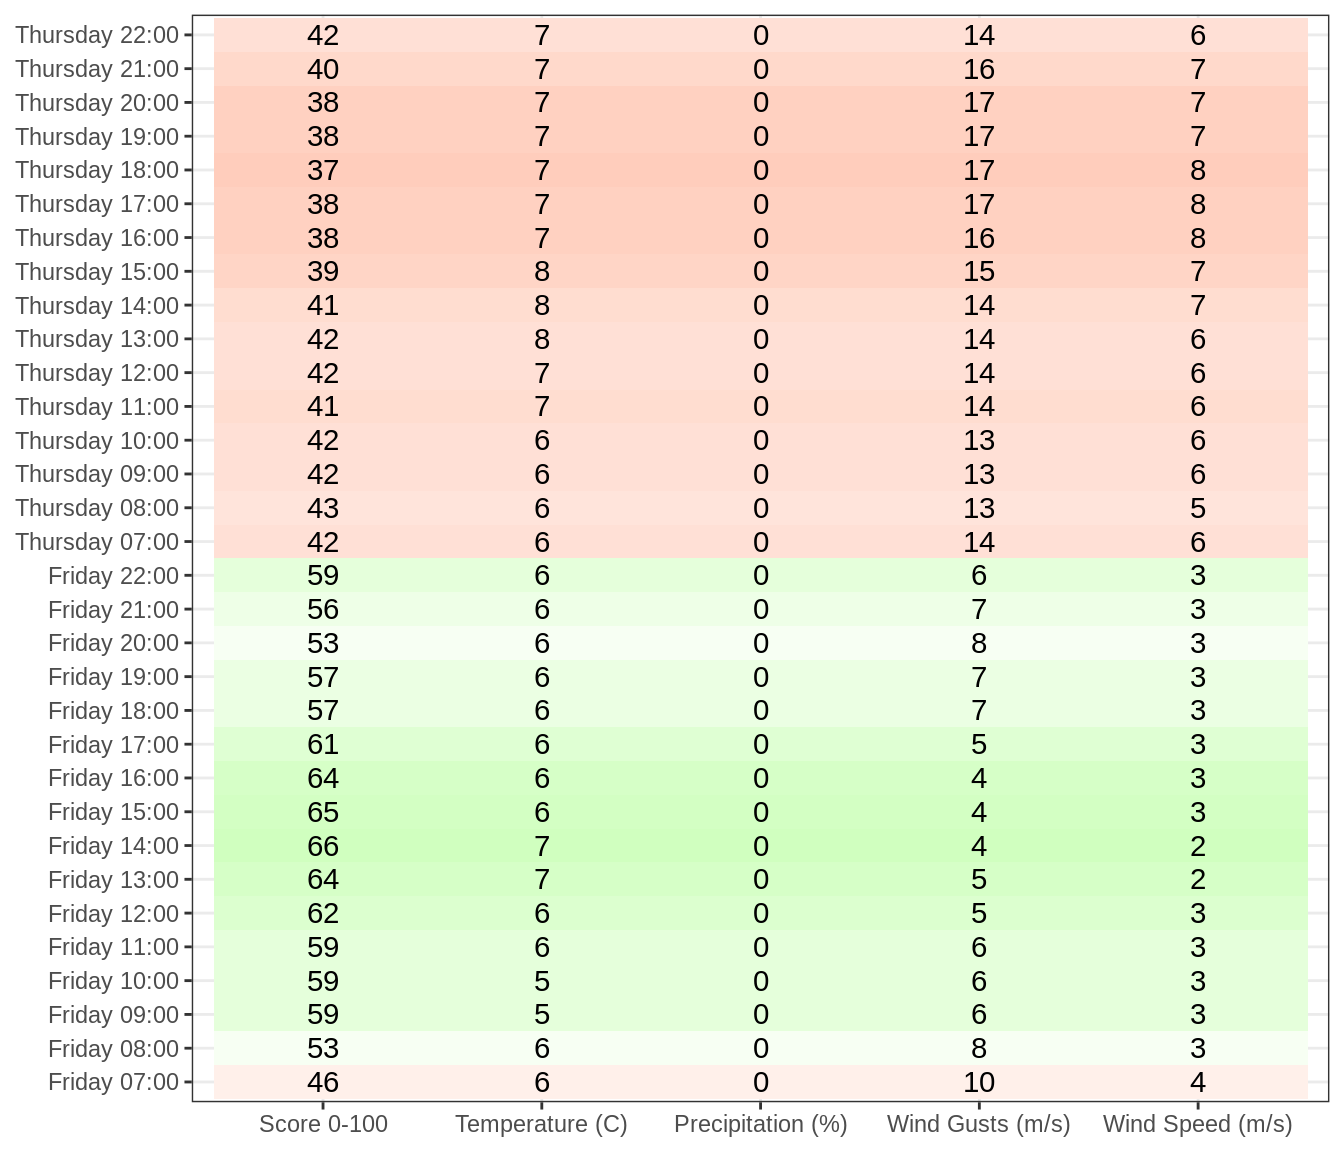 Thursday 22:00 42 7 0 14 6
Thursday 21:00 40 7 0 16 7
Thursday 20:00 38 7 0 17 7
Thursday 19:00 38 7 0 17 7
Thursday 18:00 37 7 0 17 8
Thursday 17:00 38 7 0 17 8
Thursday 16:00 38 7 0 16 8
Thursday 15:00 39 8 0 15 7
Thursday 14:00 41 8 0 14 7
Thursday 13:00 42 8 0 14 6
Thursday 12:00 42 7 0 14 6
Thursday 11:00 41 7 0 14 6
Thursday 10:00 42 6 0 13 6
Thursday 09:00 42 6 0 13 6
Thursday 08:00 43 6 0 13 5
Thursday 07:00 42 6 0 14 6
Friday 22:00 59 6 0 6 3
Friday 21:00 56 6 0 7 3
Friday 20:00 53 6 0 8 3
Friday 19:00 57 6 0 7 3
Friday 18:00 57 6 0 7 3
Friday 17:00 61 6 0 5 3
Friday 16:00 64 6 0 4 3
Friday 15:00 65 6 0 4 3
Friday 14:00 66 7 0 4 2
Friday 13:00 64 7 0 5 2
Friday 12:00 62 6 0 5 3
Friday 11:00 59 6 0 6 3
Friday 10:00 59 5 0 6 3
Friday 09:00 59 5 0 6 3
Friday 08:00 53 6 0 8 3
Friday 07:00 46 6 0 10 4
Score 0-100 Temperature (C) Precipitation (%) Wind Gusts (m/s) Wind Speed (m/s)